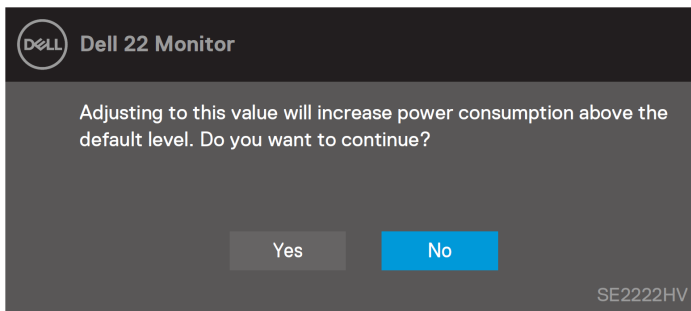 DELL
Dell 22 Monitor
Adjusting to this value will increase power consumption above the
default level. Do you want to continue?
Yes
No
SE2222HV